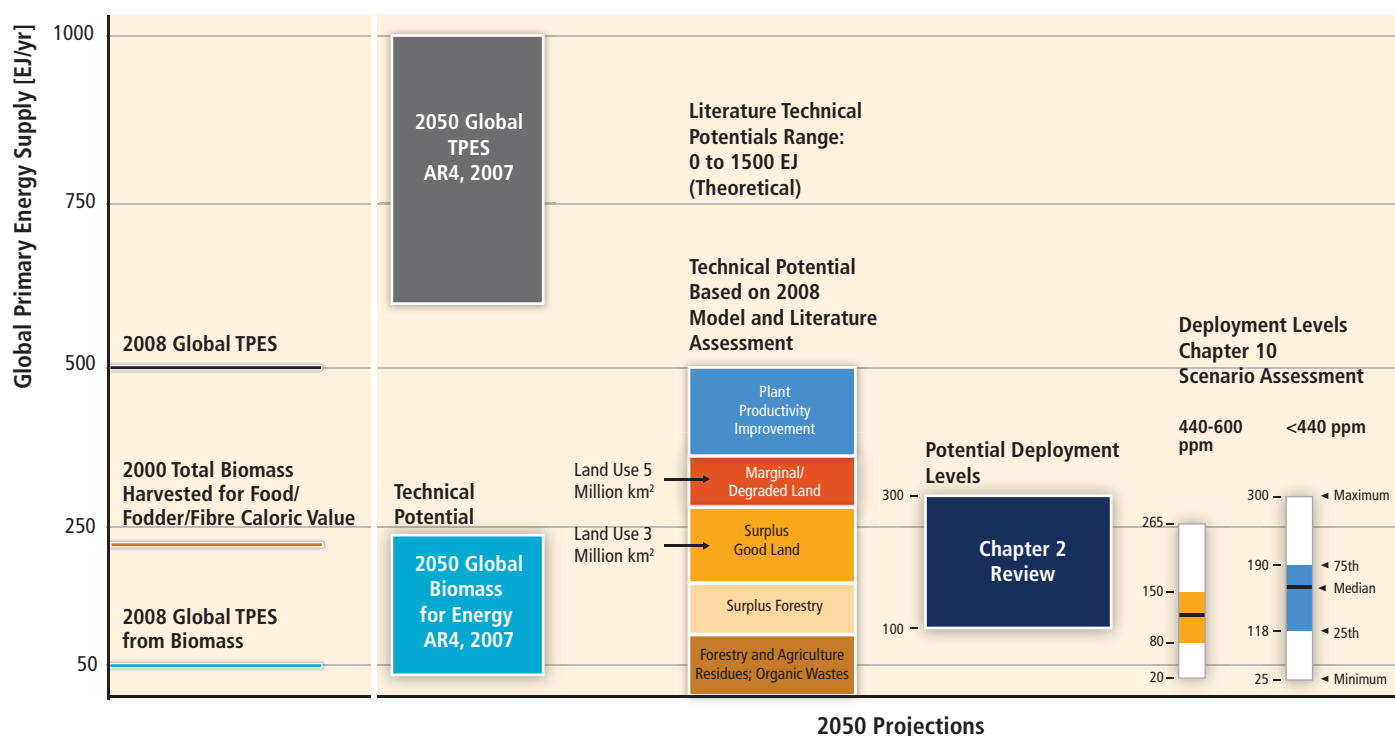 Global Primary Energy Supply [EJ/yr]
1000
750
500
250
50
2008 Global TPES
2000 Total Biomass
Harvested for Food/
Fodder/Fibre Caloric Value
2008 Global TPES
from Biomass
2050 Global
TPES
AR4, 2007
Technical
Potential
2050 Global
Biomass
for Energy
AR4, 2007
Literature Technical
Potentials Range:
0 to 1500 EJ
(Theoretical)
Technical Potential
Based on 2008
Model and Literature
Assessment
Plant
Productivity
Improvement
Land Use 5
Million km²
Marginal/
Degraded Land
Land Use 3
Million km²
Surplus
Good Land
Surplus Forestry
Forestry and Agriculture
Residues; Organic Wastes
Potential Deployment
Levels
300
100
Chapter 2
Review
Deployment Levels
Chapter 10
Scenario Assessment
440-600
ppm
265
150
80
20
<440 ppm
300
190
118
25
Maximum
75th
Median
25th
Minimum
2050 Projections